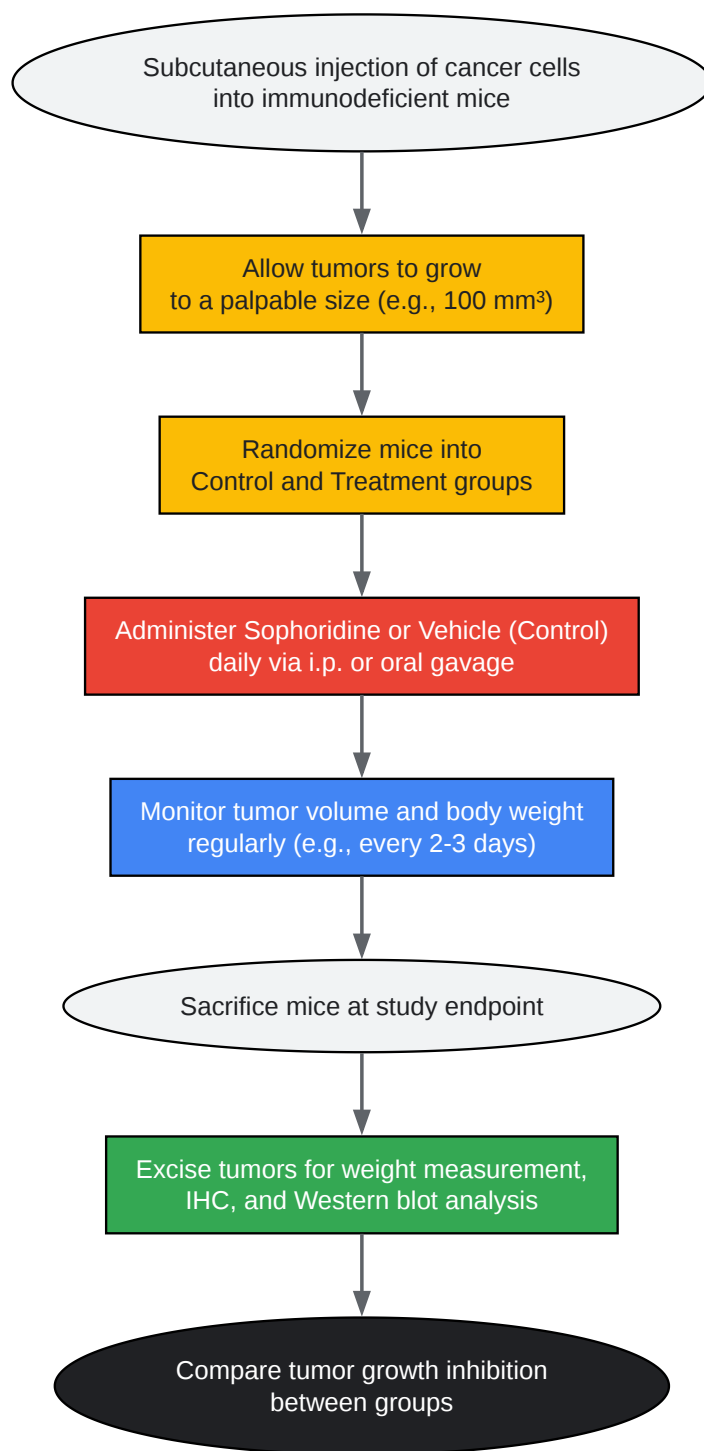 Subcutaneous injection of cancer cells
into immunodeficient mice
Allow tumors to grow
to a palpable size (e.g., 100 mm³)
Randomize mice into
Control and Treatment groups
Administer Sophoridine or Vehicle (Control)
daily via i.p. or oral gavage
Monitor tumor volume and body weight
regularly (e.g., every 2-3 days)
Sacrifice mice at study endpoint
Excise tumors for weight measurement,
IHC, and Western blot analysis
Compare tumor growth inhibition
between groups